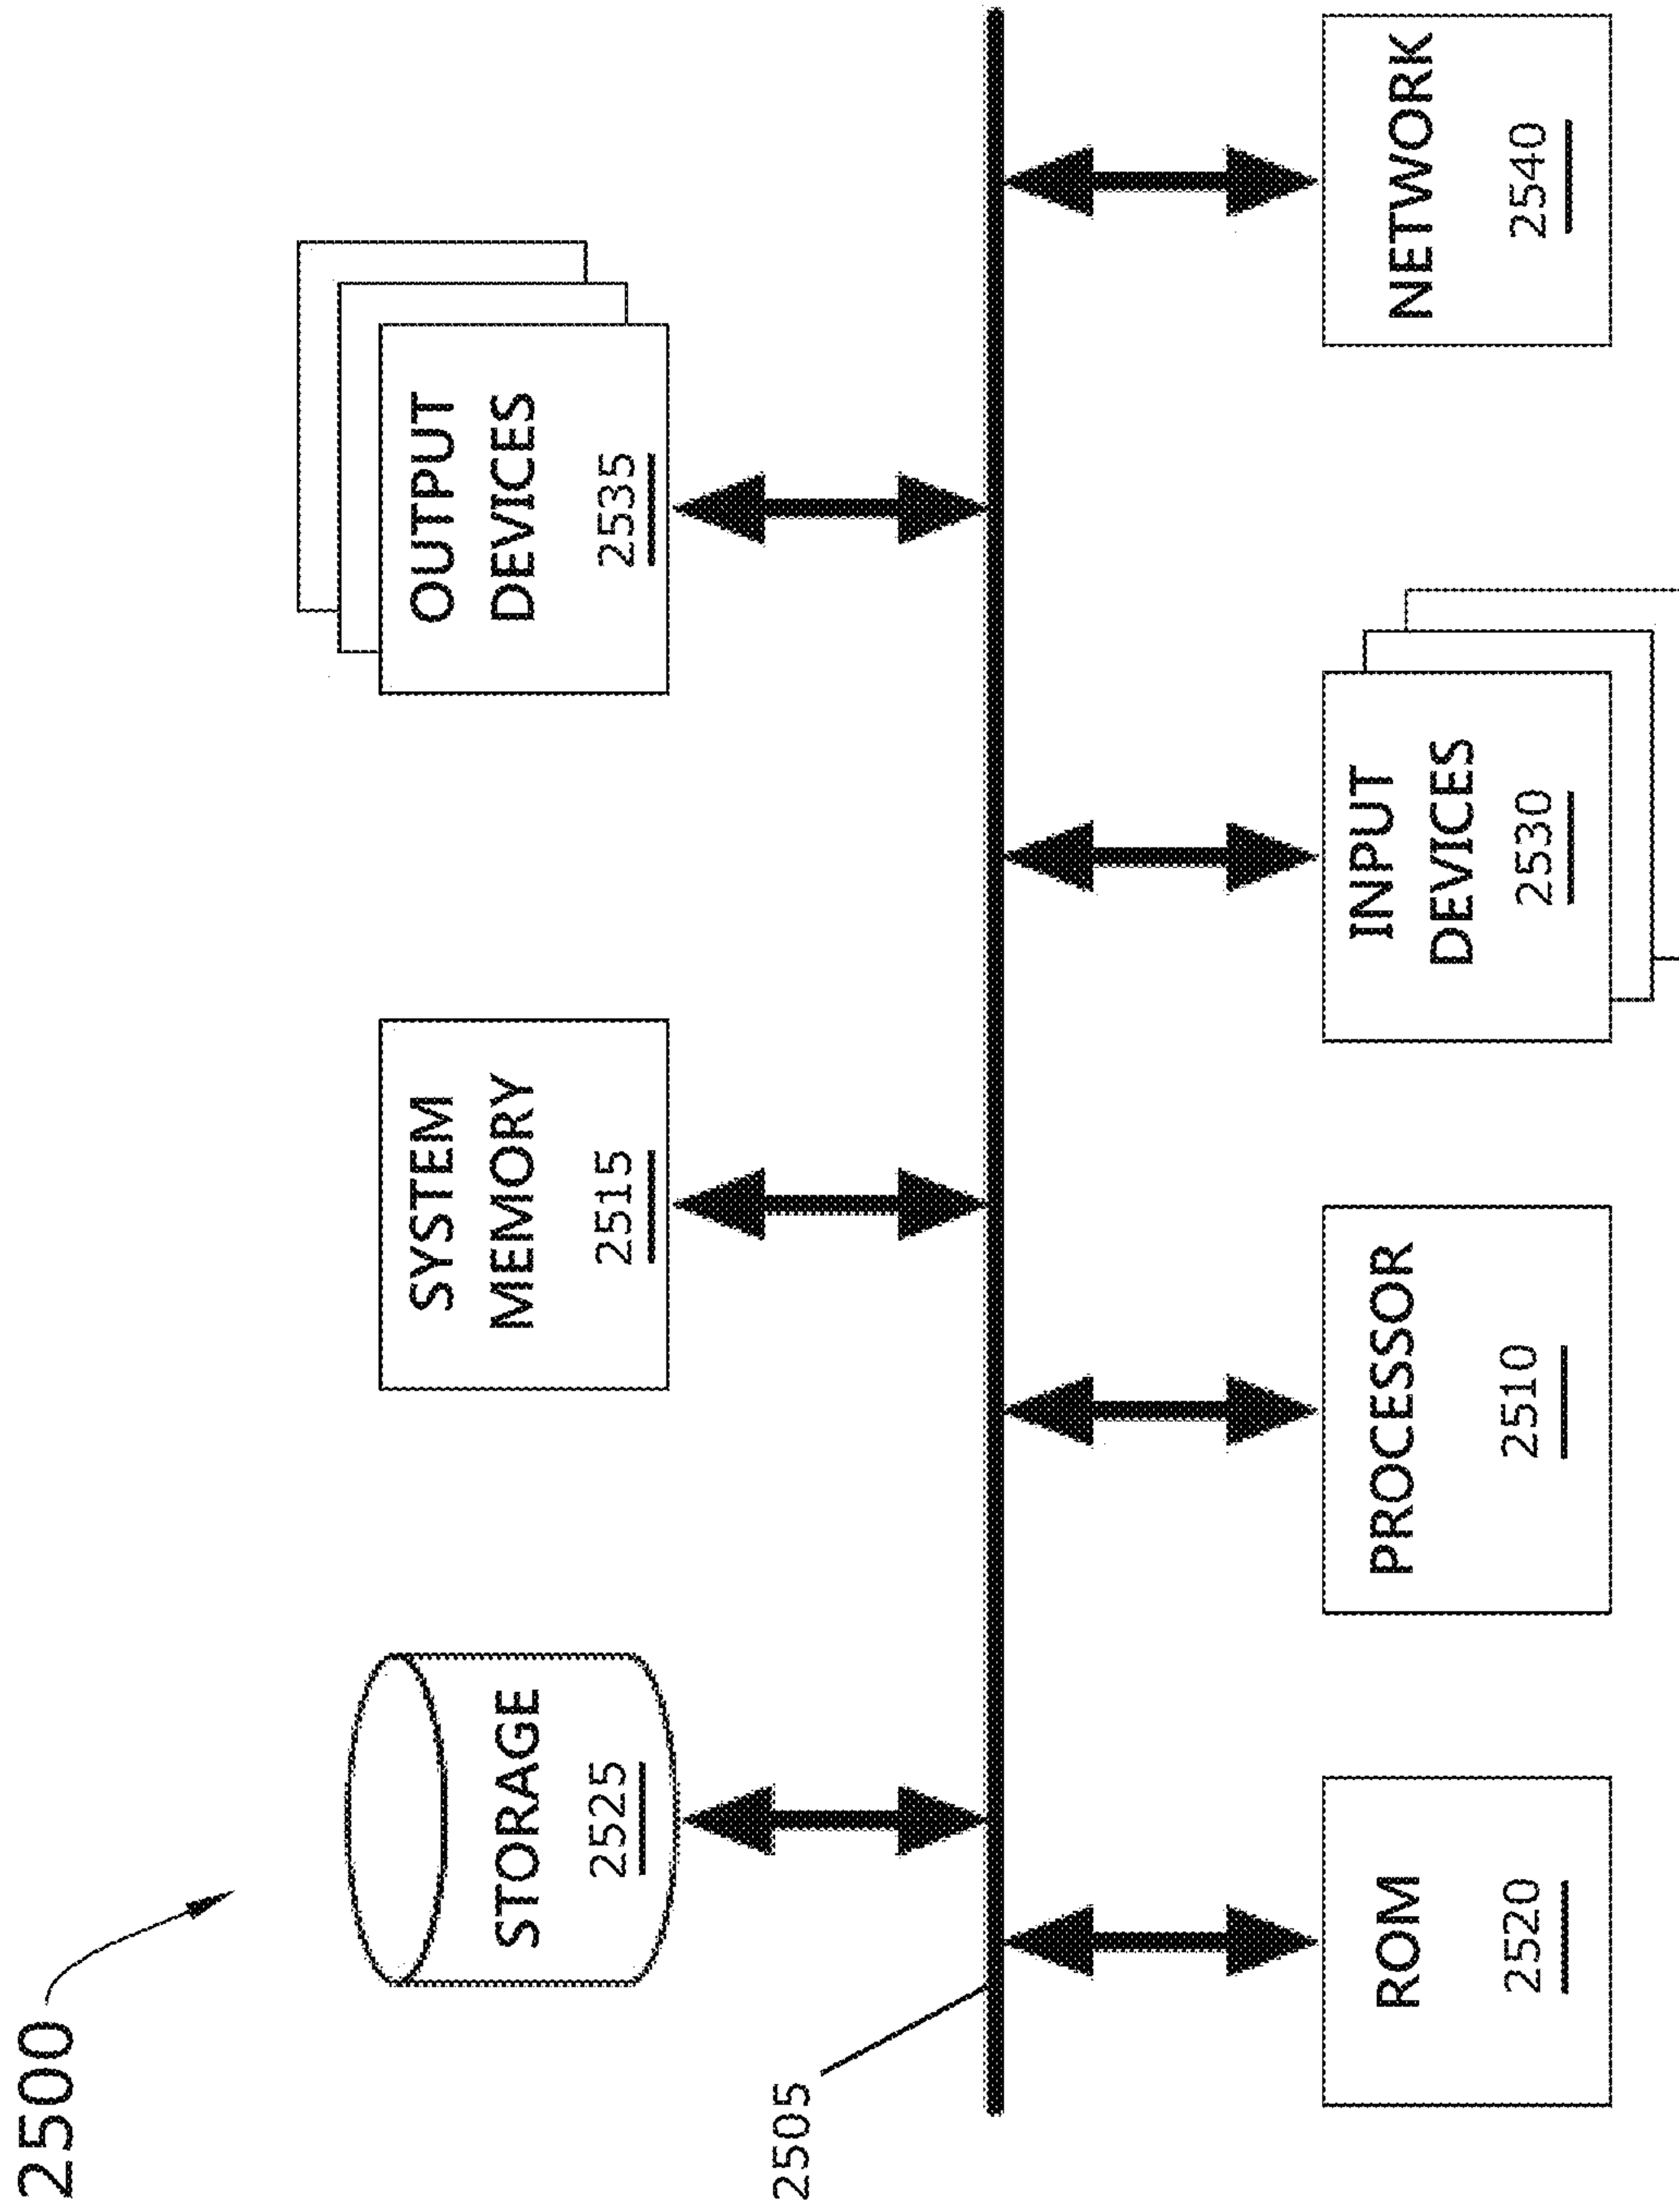 2500
STORAGE
2525
SYSTEM
MEMORY
2515
OUTPUT
DEVICES
2535
2505
ROM
2520
PROCESSOR
2510
INPUT
DEVICES
2530
NETWORK
2540